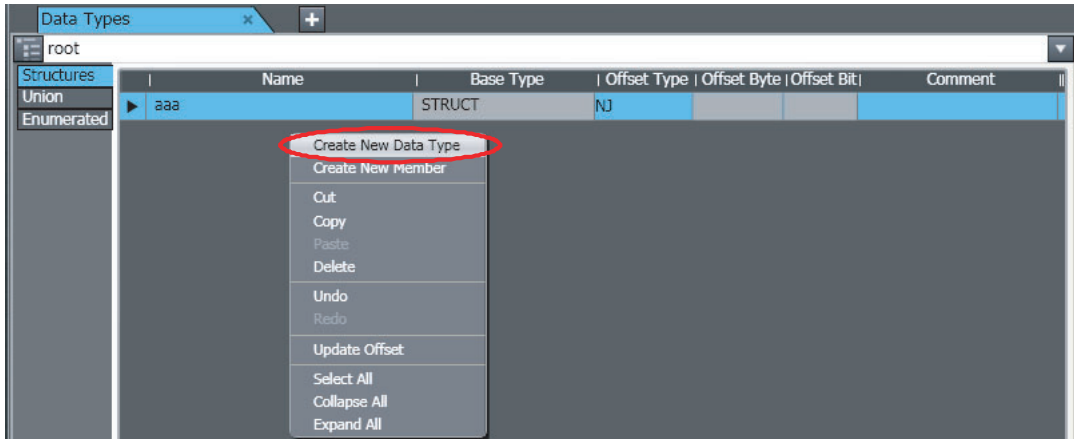 Data Types × +
root
Structures
Union
Enumerated
Name Base Type Offset Type Offset Byte Offset Bit Comment
aaa STRUCT NJ
Create New Data Type
Create New Member
Cut
Copy
Paste
Delete
Undo
Redo
Update Offset
Select All
Collapse All
Expand All